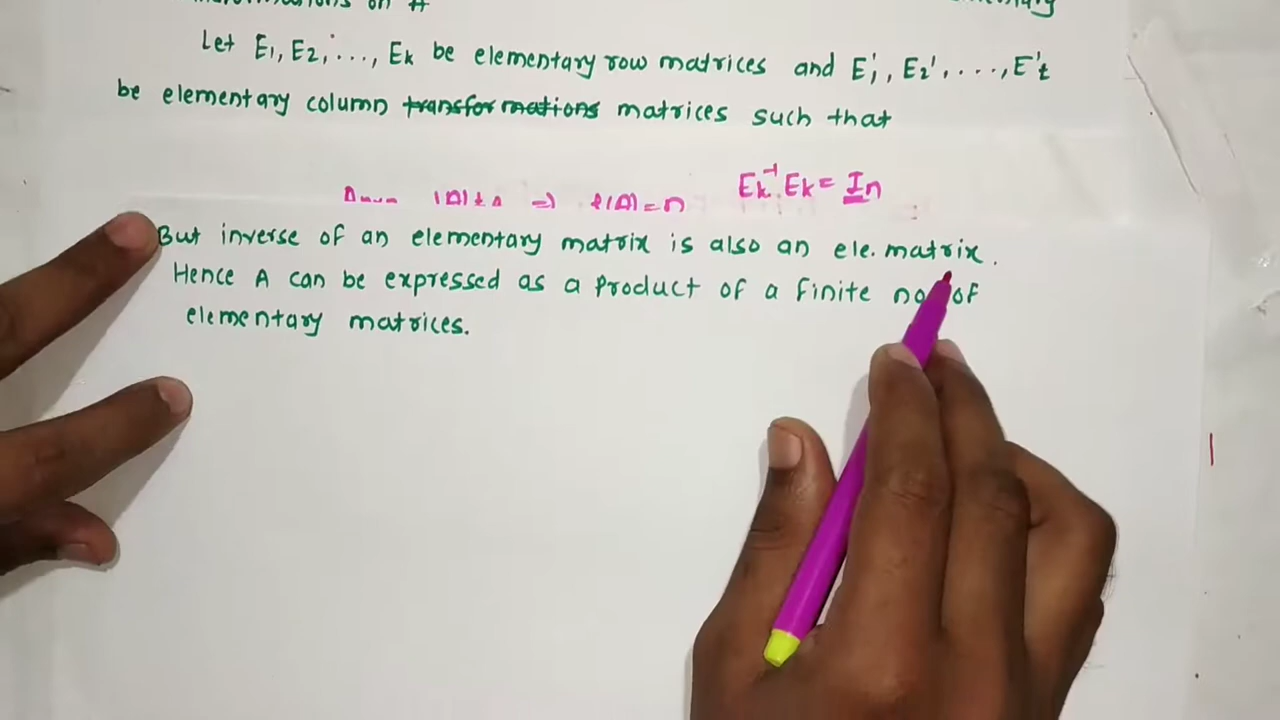 on A
Let E1, E2, ..., Ek be elementary row matrices and E1', E2', ..., E't
be elementary column transformations matrices such that
Ek⁻¹ Ek = In
But inverse of an elementary matrix is also an ele. matrix.
Hence A can be expressed as a Product of a finite no of
elementary matrices.